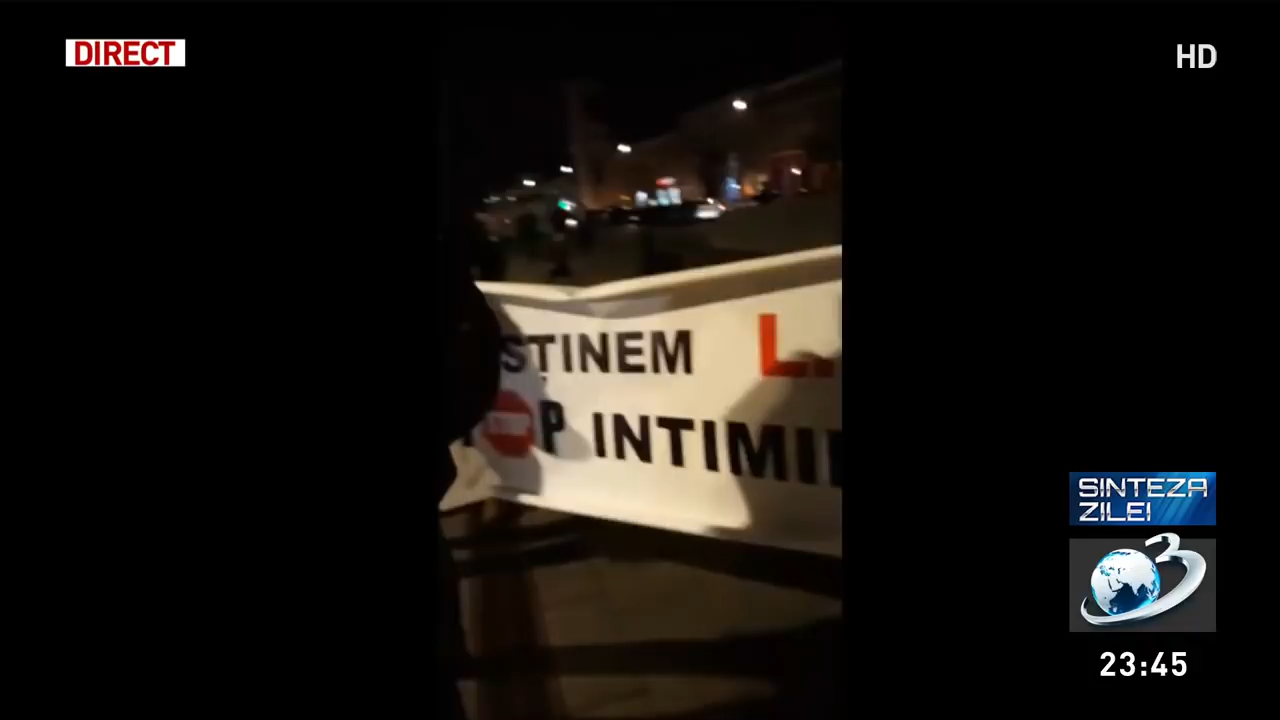 DIRECT
HD
STINEM L.
STOP
P INTIMI
SINTEZA
ZILEI
3
23:45